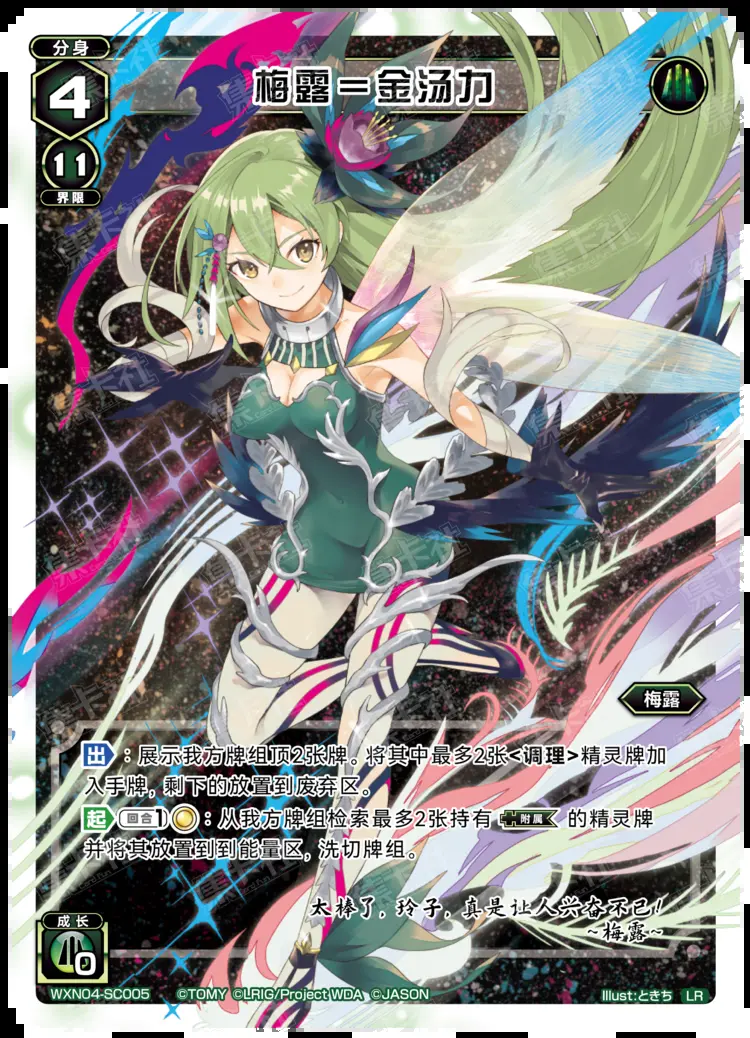 分身
4
梅露＝金汤力
11
界限
梅露
出：展示我方牌组顶2张牌。将其中最多2张<调理>精灵牌加
入手牌，剩下的放置到废弃区。
起 回合1：从我方牌组检索最多2张持有 附属 的精灵牌
并将其放置到到能量区，洗切牌组。
太棒了，玲子，真是让人兴奋不已！
~梅露~
成长
0
WXN04-SC005 ©TOMY ©LRIG/Project WDA ©JASON Illust:ときち LR
集卡社